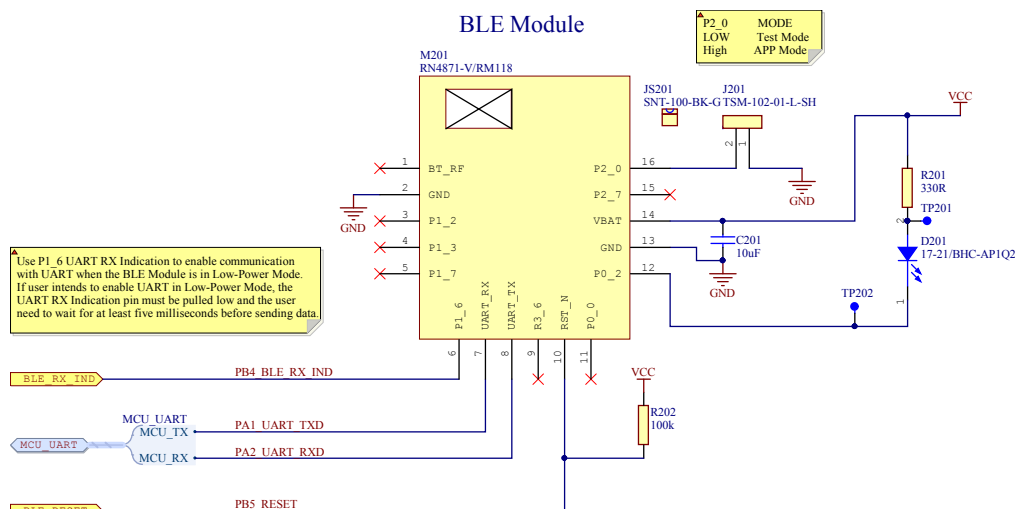 BLE Module
P2_0 MODE
LOW Test Mode
High APP Mode
M201
RN4871-V/RM118
JS201
SNT-100-BK-G
J201
TSM-102-01-L-SH
VCC
2
1
1
BT_RF
P2_0
16
2
GND
P2_7
15
GND
GND
3
P1_2
VBAT
14
4
P1_3
GND
13
5
P1_7
P0_2
12
R201
330R
TP201
2
D201
17-21/BHC-AP1Q2
1
C201
10uF
GND
TP202
Use P1_6 UART RX Indication to enable communication
with UART when the BLE Module is in Low-Power Mode.
If user intends to enable UART in Low-Power Mode, the
UART RX Indication pin must be pulled low and the user
need to wait for at least five milliseconds before sending data.
P1_6
UART_RX
UART_TX
R3_6
RST_N
P0_0
6
7
8
9
10
11
BLE_RX_IND
PB4_BLE_RX_IND
VCC
R202
100k
MCU_UART
MCU_UART
MCU_TX
PA1_UART_TXD
MCU_RX
PA2_UART_RXD
PB5_RESET